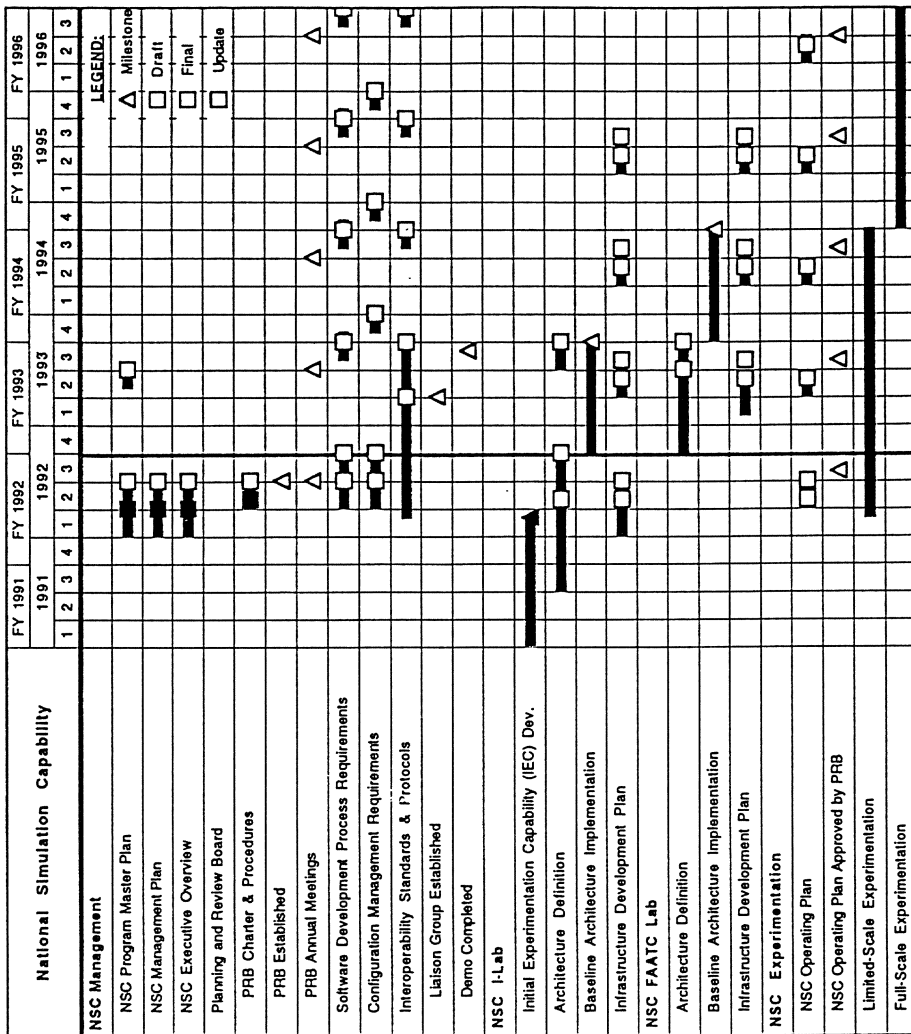 National Simulation Capability
FY 1991 FY 1992 FY 1993 FY 1994 FY 1995 FY 1996
1991 1992 1993 1994 1995 1996
1 2 3 4 1 2 3 4 1 2 3 4 1 2 3 4 1 2 3 4 1 2 3
LEGEND:
Milestone
Draft
Final
Update
NSC Management
NSC Program Master Plan
NSC Management Plan
NSC Executive Overview
Planning and Review Board
PRB Charter & Procedures
PRB Established
PRB Annual Meetings
Software Development Process Requirements
Configuration Management Requirements
Interoperability Standards & Protocols
Liaison Group Established
Demo Completed
NSC I-Lab
Initial Experimentation Capability (IEC) Dev.
Architecture Definition
Baseline Architecture Implementation
Infrastructure Development Plan
NSC FAATC Lab
Architecture Definition
Baseline Architecture Implementation
Infrastructure Development Plan
NSC Experimentation
NSC Operating Plan
NSC Operating Plan Approved by PRB
Limited-Scale Experimentation
Full-Scale Experimentation